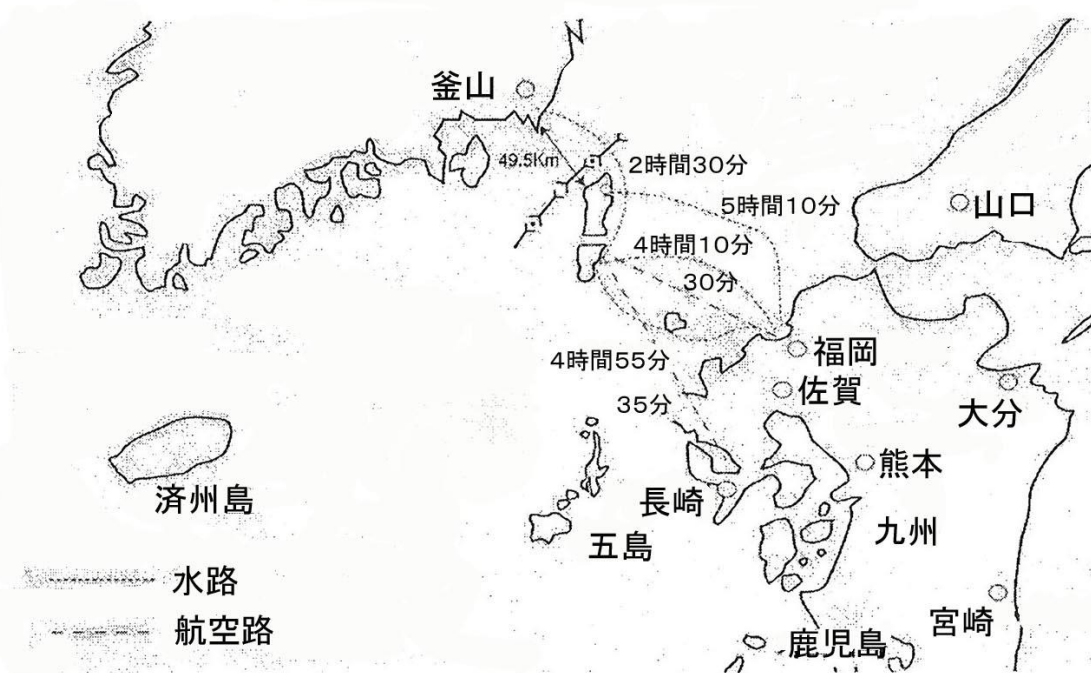 N
釜山
49.5Km
2時間30分
5時間10分
山口
4時間10分
30分
福岡
4時間55分
佐賀
35分
大分
熊本
長崎
済州島
五島
九州
水路
宮崎
航空路
鹿児島